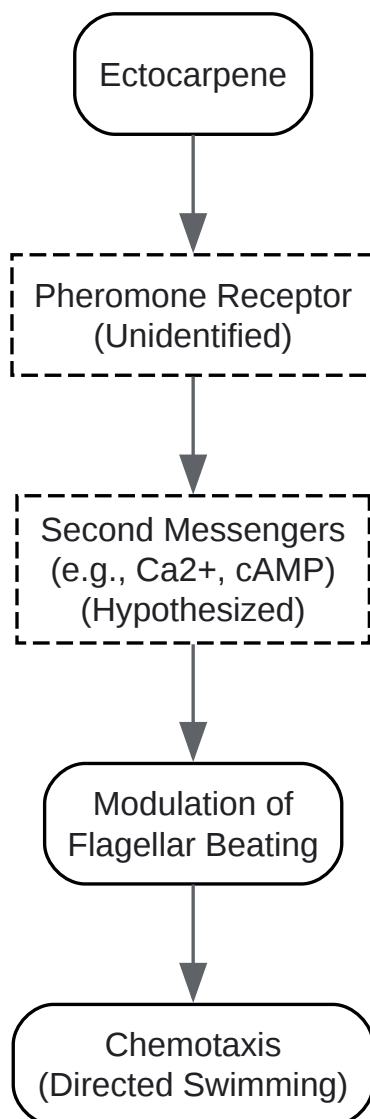 Ectocarpene
Pheromone Receptor
(Unidentified)
Second Messengers
(e.g., Ca2+, cAMP)
(Hypothesized)
Modulation of
Flagellar Beating
Chemotaxis
(Directed Swimming)